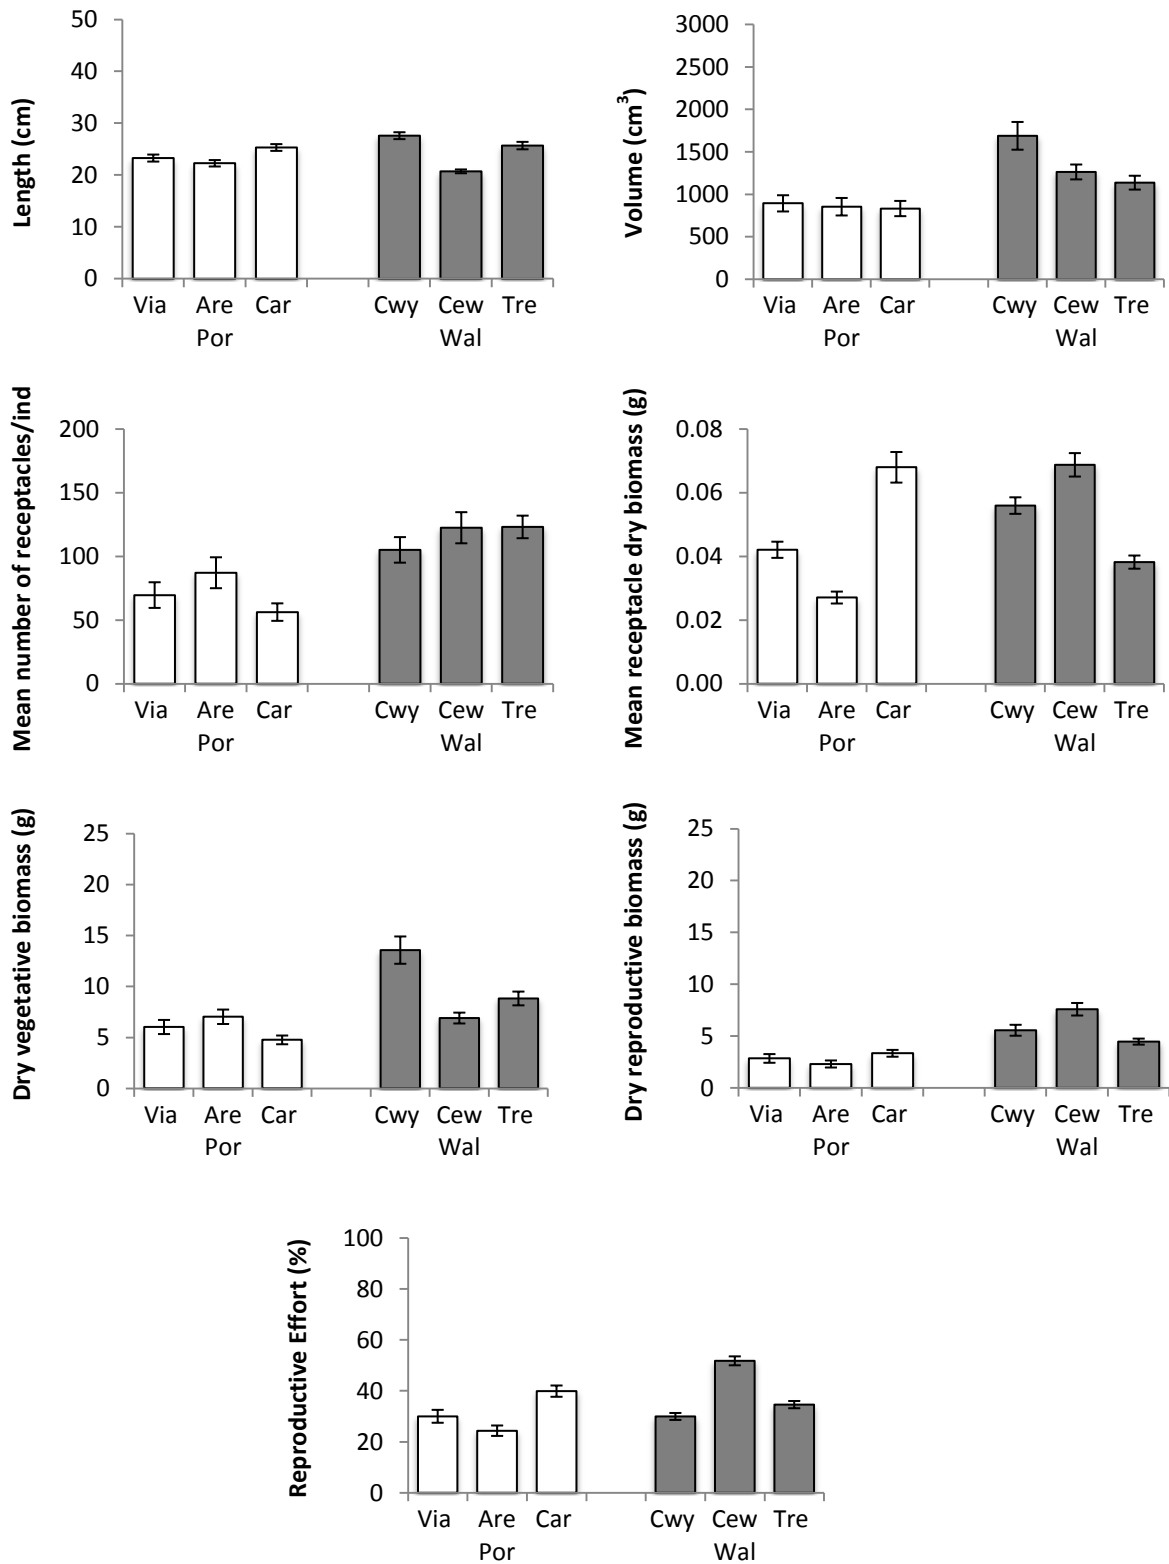 Length (cm)
50
40
30
20
10
0
Via Are Car Cwy Cew Tre
Por Wal
Volume (cm³)
3000
2500
2000
1500
1000
500
0
Via Are Car Cwy Cew Tre
Por Wal
Mean number of receptacles/ind
200
150
100
50
0
Via Are Car Cwy Cew Tre
Por Wal
Mean receptacle dry biomass (g)
0.08
0.06
0.04
0.02
0.00
Via Are Car Cwy Cew Tre
Por Wal
Dry vegetative biomass (g)
25
20
15
10
5
0
Via Are Car Cwy Cew Tre
Por Wal
Dry reproductive biomass (g)
25
20
15
10
5
0
Via Are Car Cwy Cew Tre
Por Wal
Reproductive Effort (%)
100
80
60
40
20
0
Via Are Car Cwy Cew Tre
Por Wal